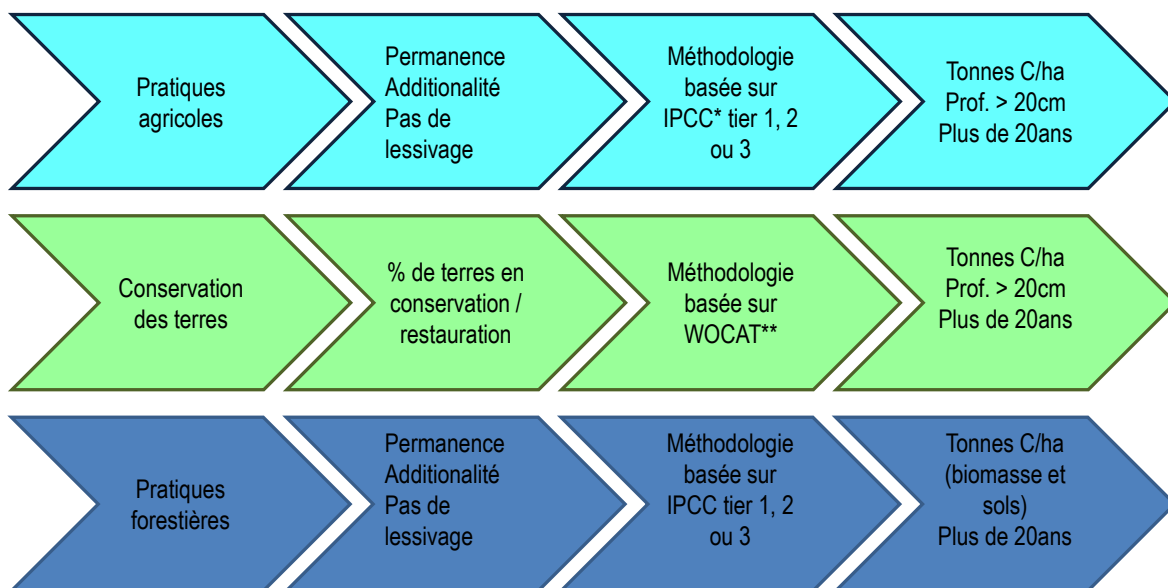 Pratiques
agricoles
Permanence
Additionalité
Pas de
lessivage
Méthodologie
basée sur
IPCC* tier 1, 2
ou 3
Tonnes C/ha
Prof. > 20cm
Plus de 20ans
Conservation
des terres
% de terres en
conservation /
restauration
Méthodologie
basée sur
WOCAT**
Tonnes C/ha
Prof. > 20cm
Plus de 20ans
Pratiques
forestières
Permanence
Additionalité
Pas de
lessivage
Méthodologie
basée sur
IPCC tier 1, 2
ou 3
Tonnes C/ha
(biomasse et
sols)
Plus de 20ans